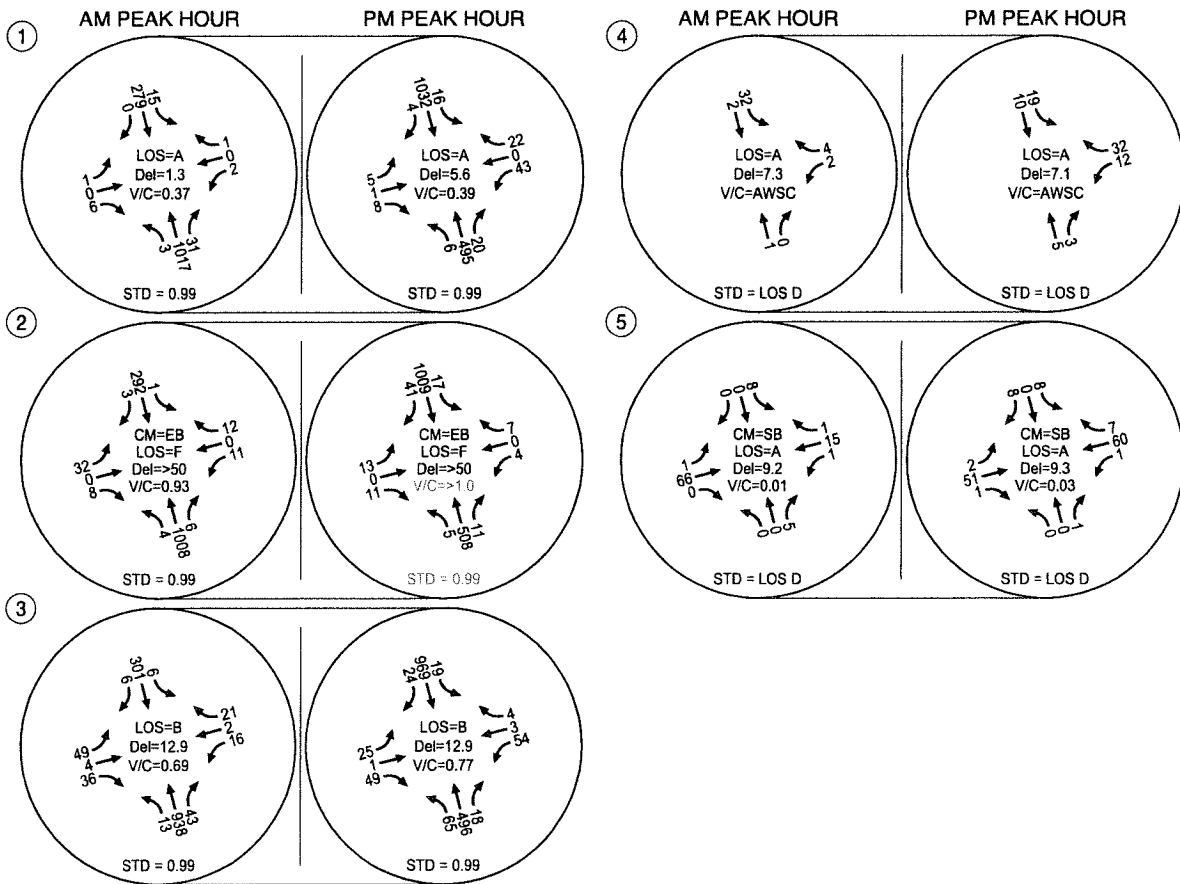 AM PEAK HOUR PM PEAK HOUR
1
0 279 15
1 0 2
1 0 6
3 1017 31
LOS=A
Del=1.3
V/C=0.37
STD = 0.99
4 1032 16
22 0 43
5 1 8
6 495 20
LOS=A
Del=5.6
V/C=0.39
STD = 0.99
2
3 292 1
12 0 11
32 0 8
4 1008 6
CM=EB
LOS=F
Del=>50
V/C=0.93
STD = 0.99
41 1009 17
7 0 4
13 0 11
5 508 11
CM=EB
LOS=F
Del=>50
V/C=>1.0
STD = 0.99
3
6 301 6
21 2 16
49 4 36
13 938 43
LOS=B
Del=12.9
V/C=0.69
STD = 0.99
24 969 19
4 3 54
25 1 49
65 496 18
LOS=B
Del=12.9
V/C=0.77
STD = 0.99
AM PEAK HOUR PM PEAK HOUR
4
2 32
4 2
1 0
LOS=A
Del=7.3
V/C=AWSC
STD = LOS D
10 19
32 12
5 3
LOS=A
Del=7.1
V/C=AWSC
STD = LOS D
5
0 0 8
1 15 1
1 66 0
0 0 5
CM=SB
LOS=A
Del=9.2
V/C=0.01
STD = LOS D
8 0 8
7 60 1
2 51 1
0 0 1
CM=SB
LOS=A
Del=9.3
V/C=0.03
STD = LOS D